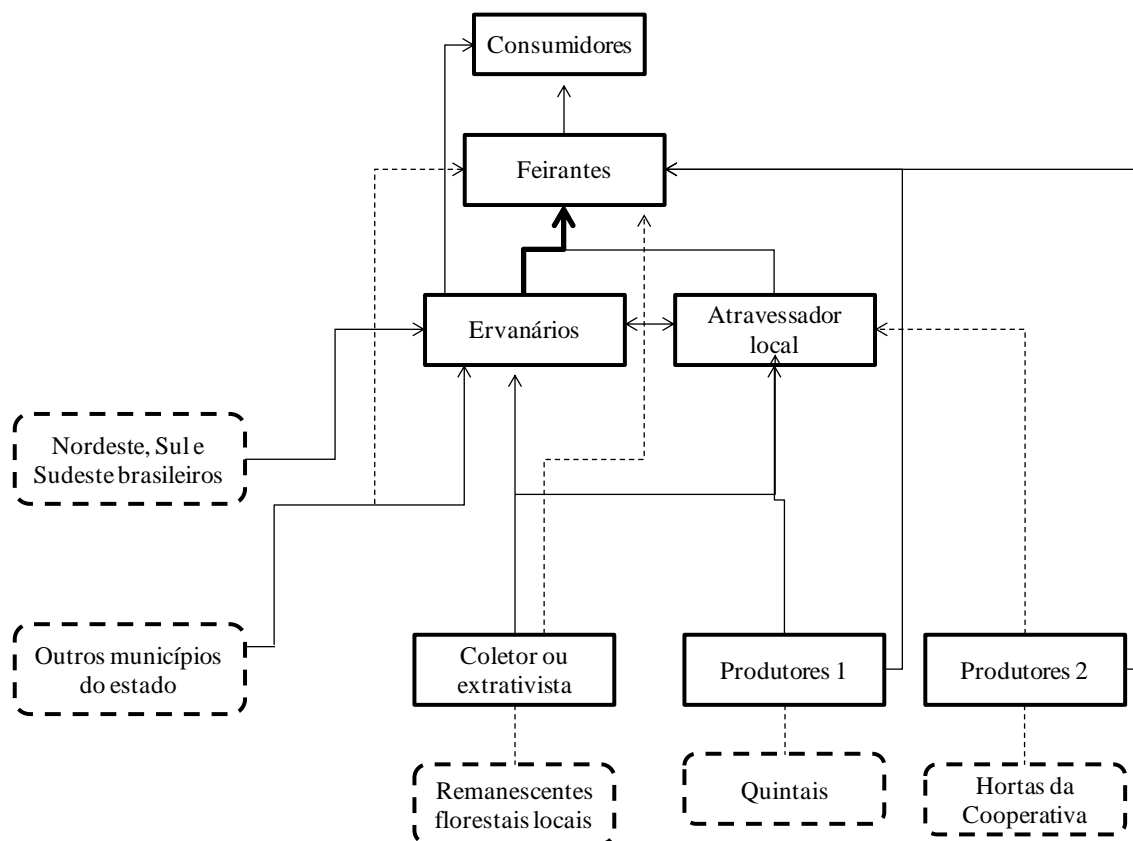 Consumidores
Feirantes
Ervanários
Atravessador
local
Nordeste, Sul e
Sudeste brasileiros
Outros municípios
do estado
Coletor ou
extrativista
Produtores 1
Produtores 2
Remanescentes
florestais locais
Quintais
Hortas da
Cooperativa